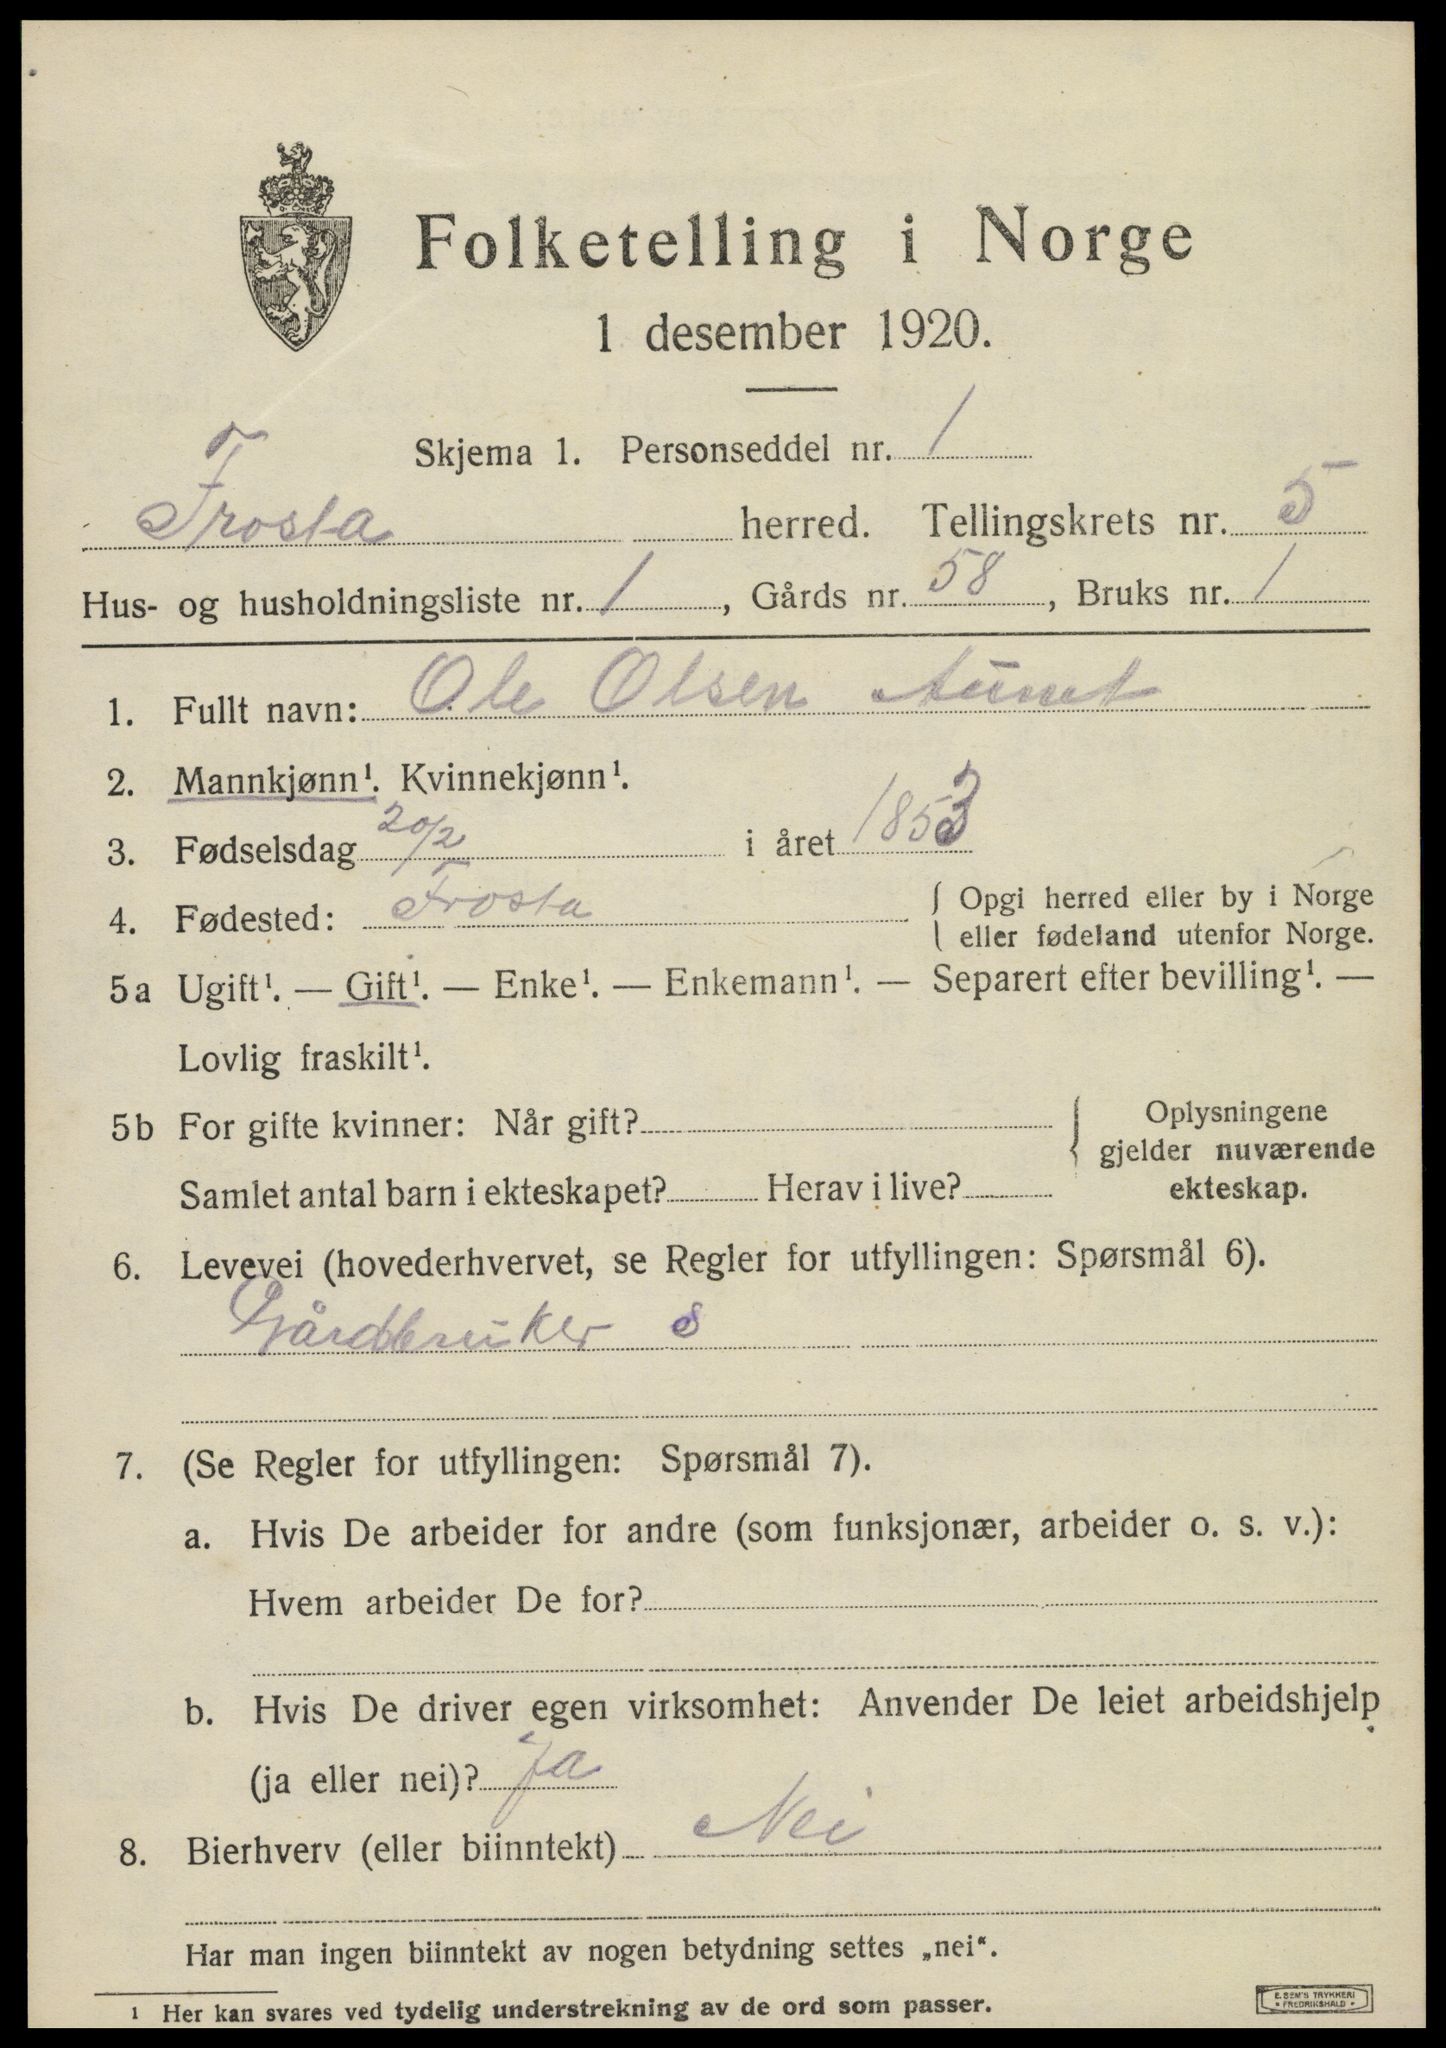 Folketelling i Norge
1 desember 1920.
Skjema 1. Personseddel nr. 1
Frosta herred. Tellingskrets nr. 5
Hus- og husholdningsliste nr. 1, Gårds nr. 58, Bruks nr. 1
1. Fullt navn: Ole Olsen Aunet
2. Mannkjønn¹. Kvinnekjønn¹.
3. Fødselsdag 20/2 i året 1853
4. Fødested: Frosta { Opgi herred eller by i Norge
eller fødeland utenfor Norge.
5a Ugift¹. — Gift¹. — Enke¹. — Enkemann¹. — Separert efter bevilling¹. —
Lovlig fraskilt¹.
5b For gifte kvinner: Når gift? { Oplysningene
gjelder nuværende
Samlet antal barn i ekteskapet? Herav i live? ekteskap.
6. Levevei (hovederhvervet, se Regler for utfyllingen: Spørsmål 6).
Gårdbruker s
7. (Se Regler for utfyllingen: Spørsmål 7).
a. Hvis De arbeider for andre (som funksjonær, arbeider o. s. v.):
Hvem arbeider De for?
b. Hvis De driver egen virksomhet: Anvender De leiet arbeidshjelp
(ja eller nei)? Ja
8. Bierhverv (eller biinntekt) Nei
Har man ingen biinntekt av nogen betydning settes „nei“.
1 Her kan svares ved tydelig understrekning av de ord som passer.
E. SEM'S TRYKKERI
• FREDRIKSHALD •